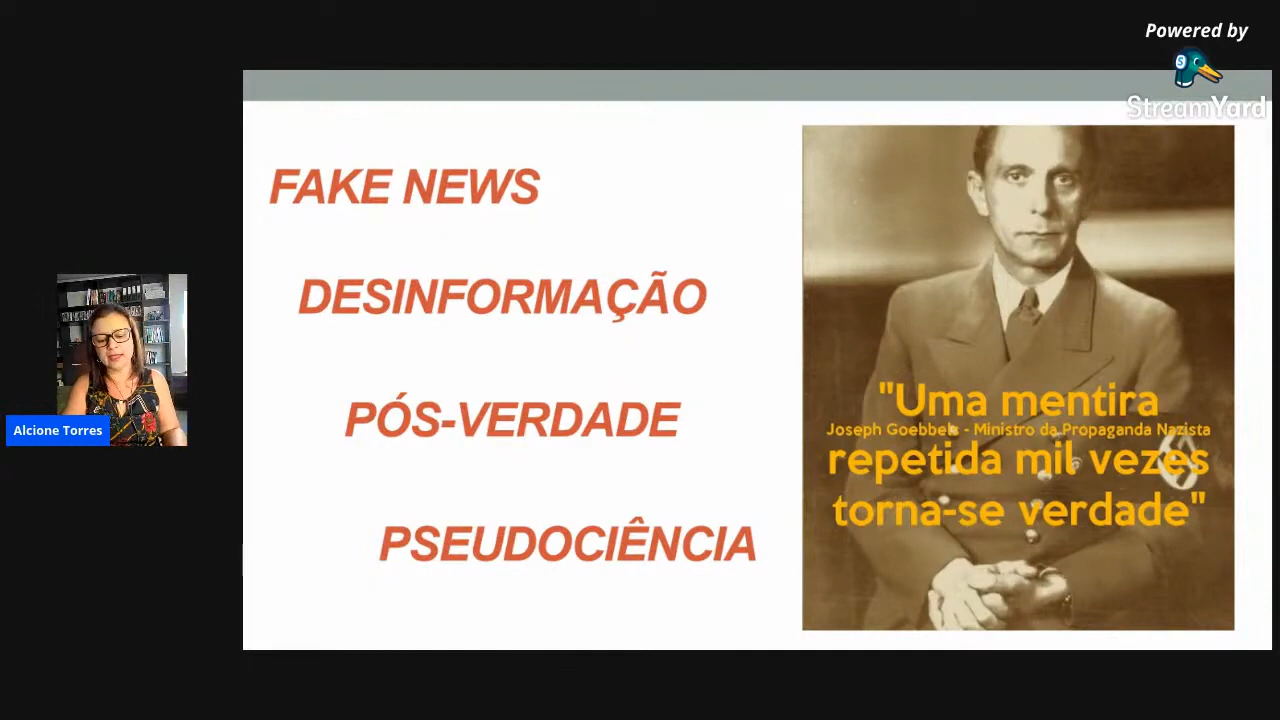 Powered by
StreamYard
FAKE NEWS
DESINFORMAÇÃO
PÓS-VERDADE
PSEUDOCIÊNCIA
"Uma mentira
Joseph Goebbels - Ministro da Propaganda Nazista
repetida mil vezes
torna-se verdade"
Alcione Torres